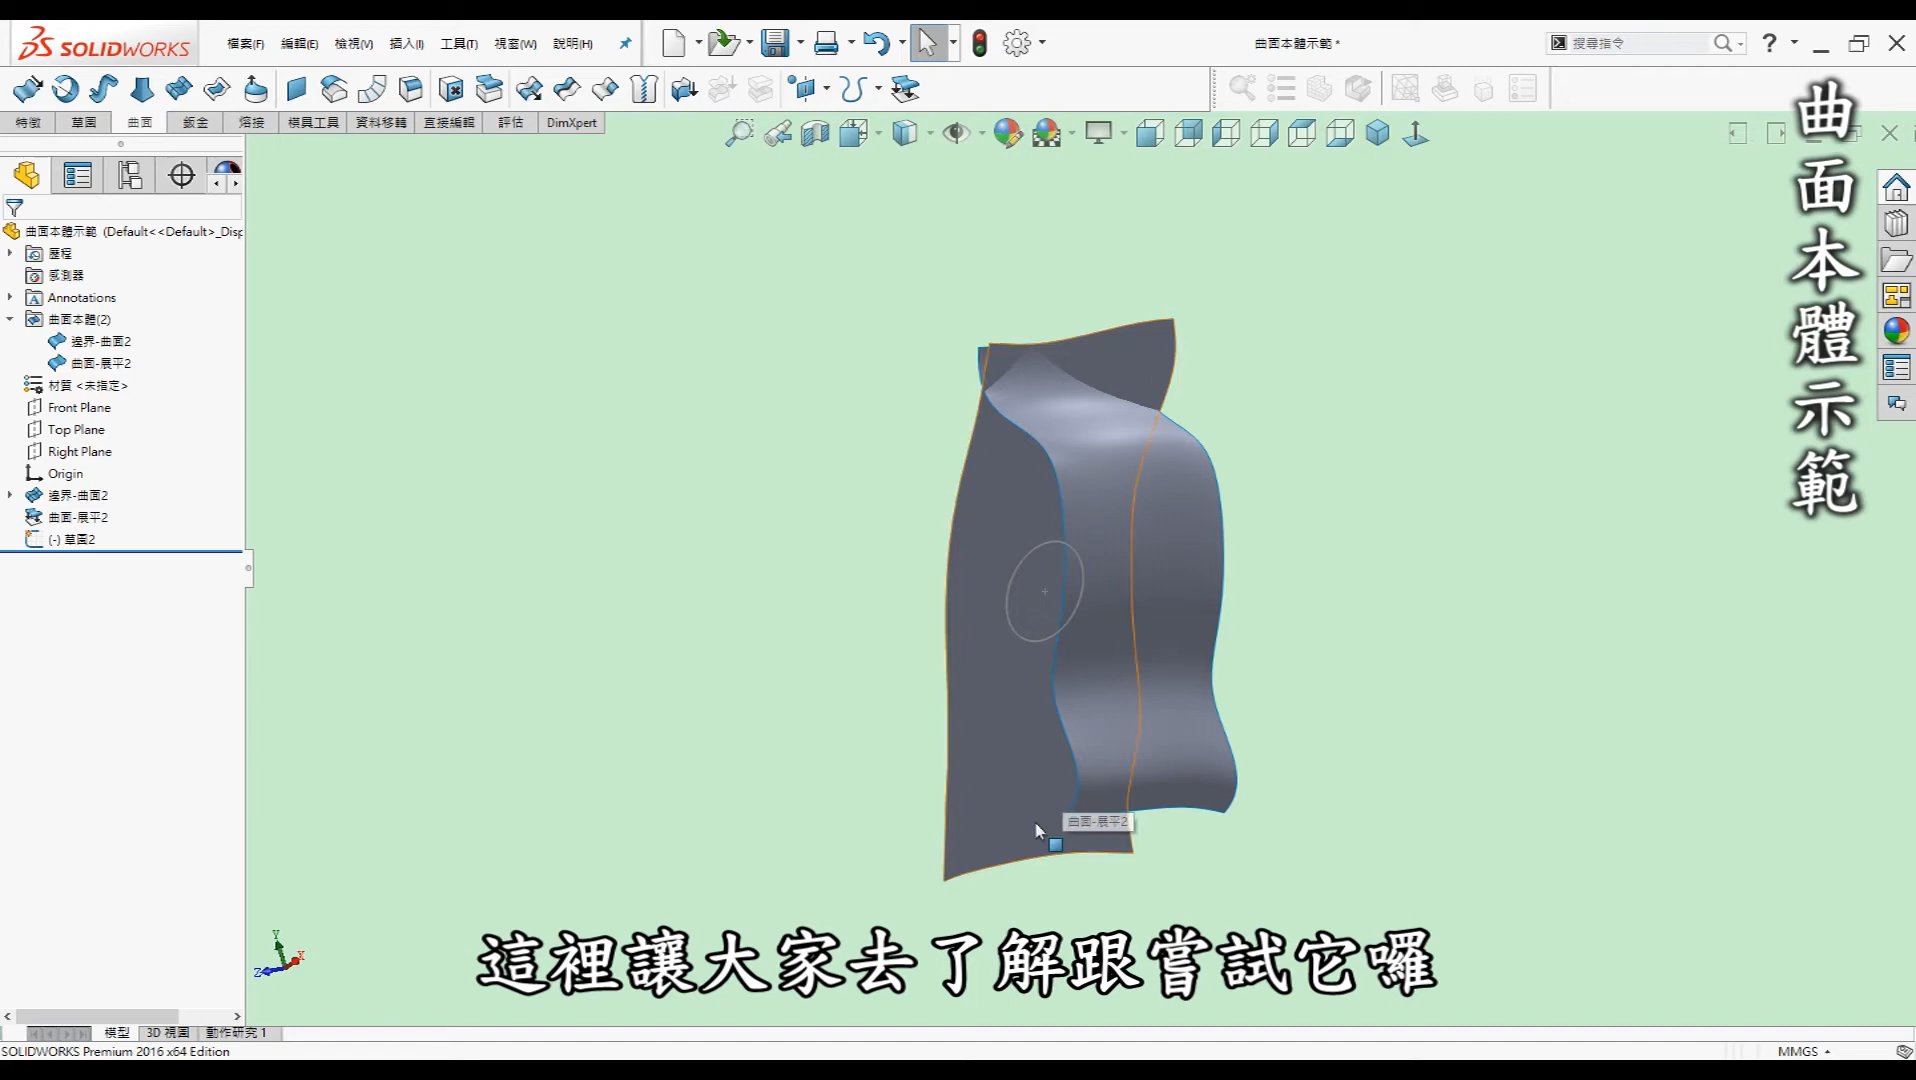 SOLIDWORKS
檔案(F) 編輯(E) 檢視(V) 插入(I) 工具(T) 視窗(W) 說明(H)
曲面本體示範 *
搜尋指令
?
特徵 草圖 曲面 鈑金 熔接 模具工具 資料移轉 直接編輯 評估 DimXpert
曲面本體示範 (Default<<Default>_Disp
歷程
感測器
Annotations
曲面本體(2)
邊界-曲面2
曲面-展平2
材質 <未指定>
Front Plane
Top Plane
Right Plane
Origin
邊界-曲面2
曲面-展平2
(-) 草圖2
曲面本體示範
曲面-展平2
Y
X
Z
這裡讓大家去了解跟嘗試它囉
模型 3D 視圖 動作研究 1
SOLIDWORKS Premium 2016 x64 Edition
MMGS